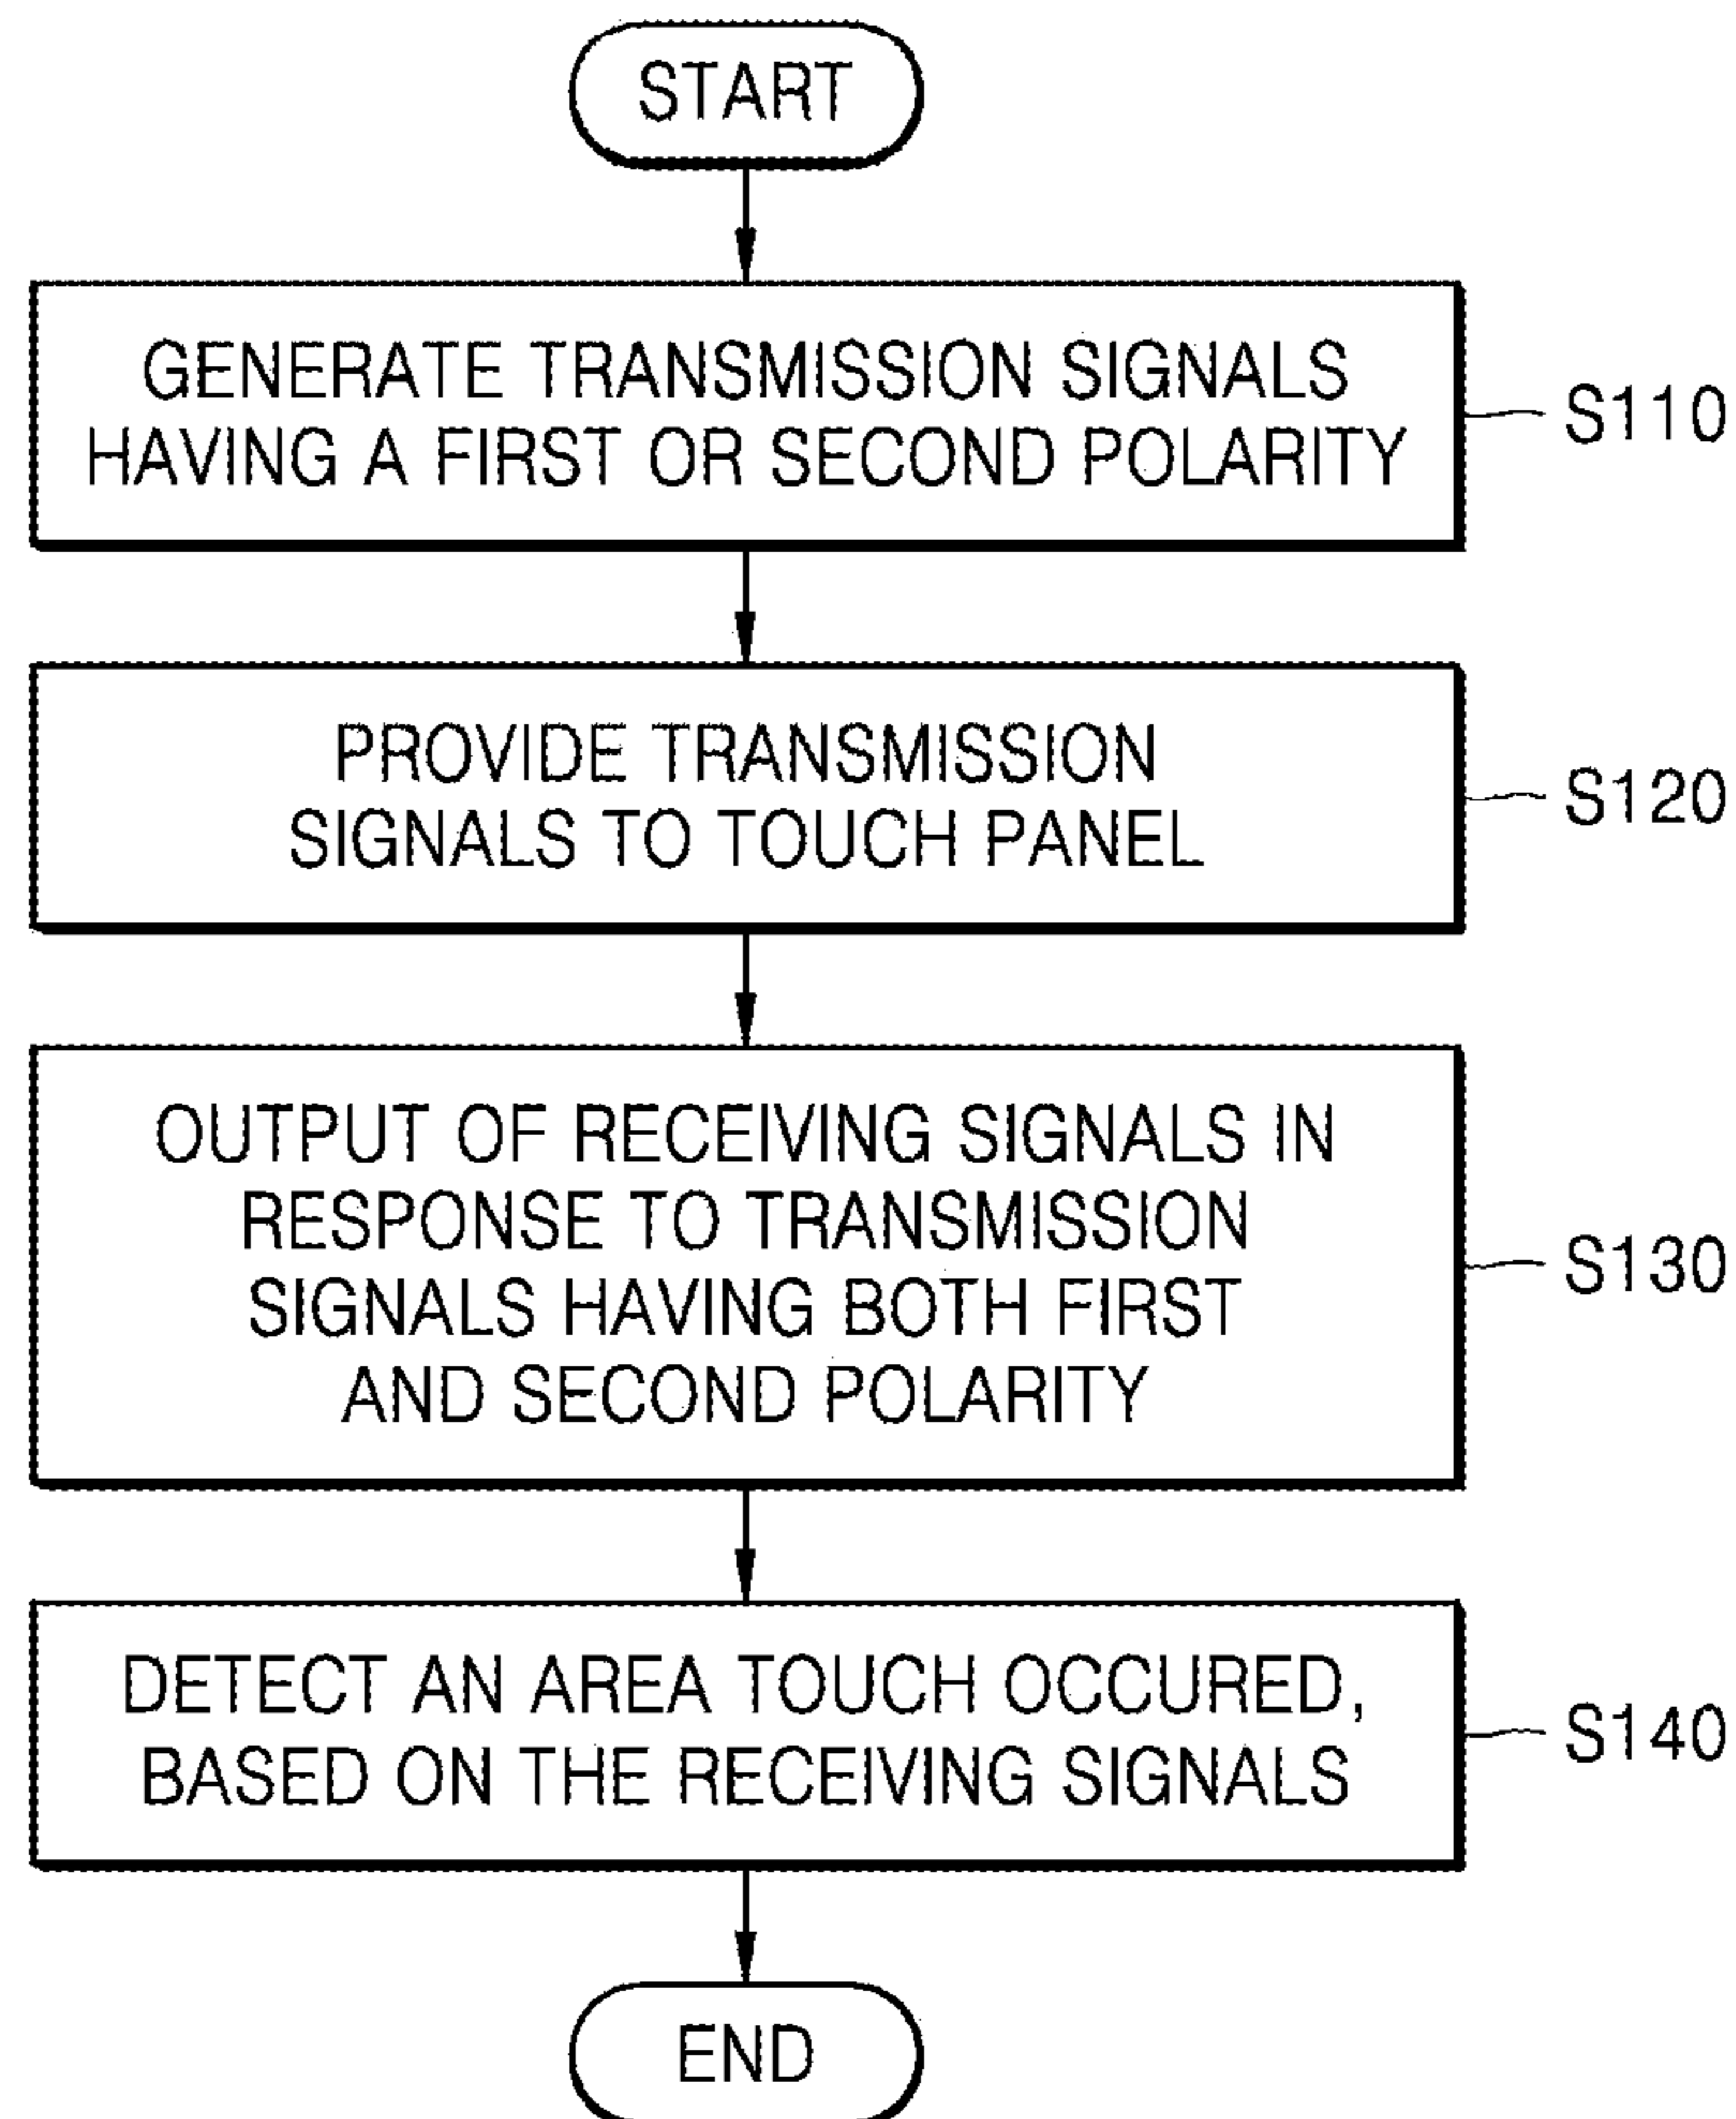 START
GENERATE TRANSMISSION SIGNALS
HAVING A FIRST OR SECOND POLARITY
S110
PROVIDE TRANSMISSION
SIGNALS TO TOUCH PANEL
S120
OUTPUT OF RECEIVING SIGNALS IN
RESPONSE TO TRANSMISSION
SIGNALS HAVING BOTH FIRST
AND SECOND POLARITY
S130
DETECT AN AREA TOUCH OCCURED,
BASED ON THE RECEIVING SIGNALS
S140
END